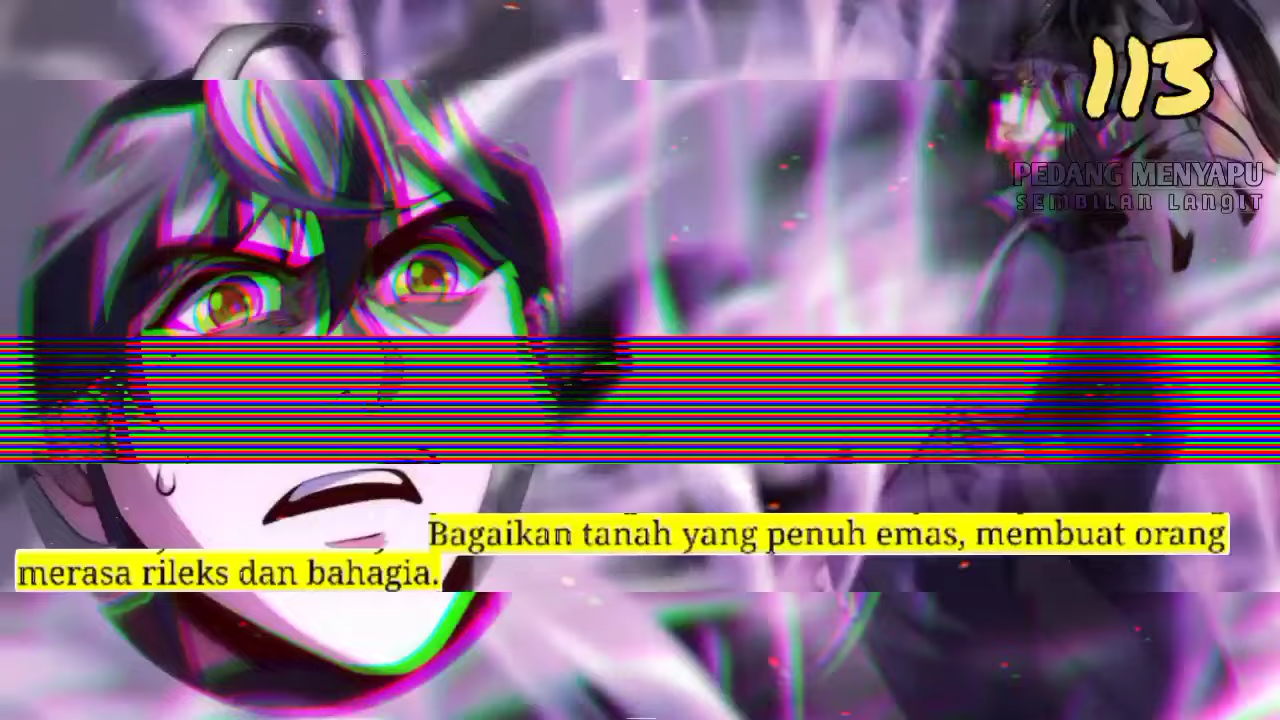 113
PEDANG MENYAPU
SEMBILAN LANGIT
Bagaikan tanah yang penuh emas, membuat orang
merasa rileks dan bahagia.